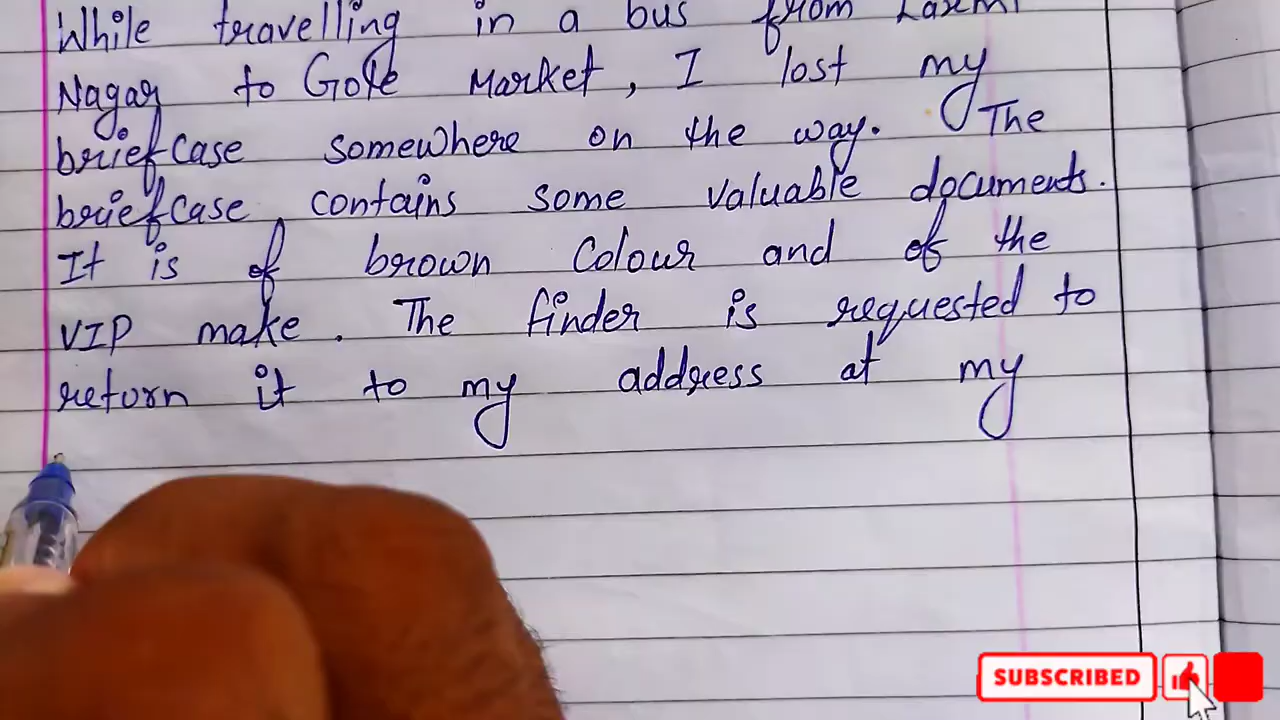 While travelling in a bus from Laxmi
Nagar to Gole Market, I lost my
briefcase somewhere on the way. The
briefcase contains some valuable documents.
It is of brown colour and of the
VIP make. The finder is requested to
return it to my address at my
SUBSCRIBED